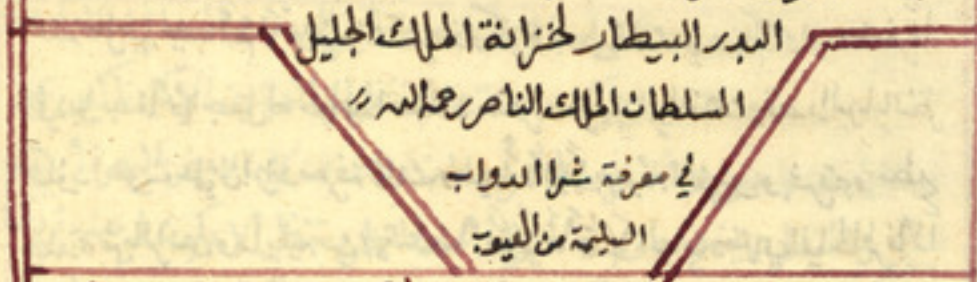 البدر البيطار لخزانة الملك الجليل
السلطان الملك الناصر رحمه الله
في معرفة شرا الدواب
السليمة من العيوب